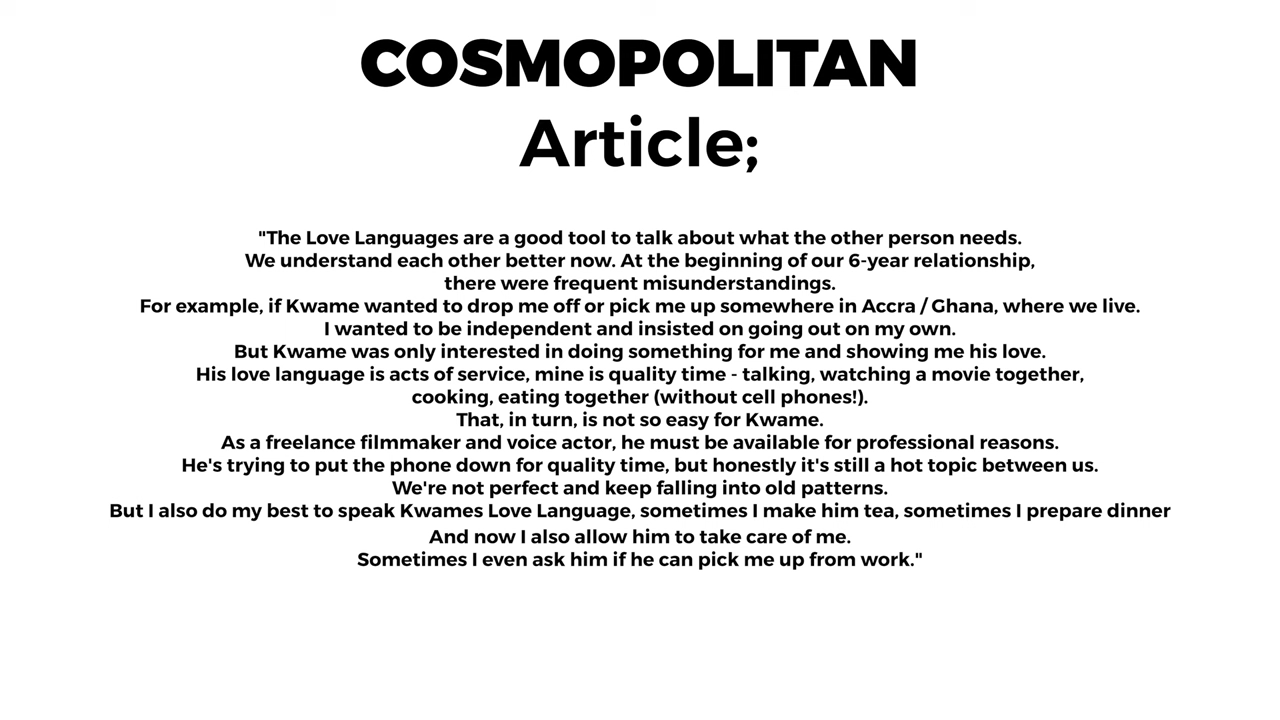 COSMOPOLITAN
Article;
"The Love Languages are a good tool to talk about what the other person needs.
We understand each other better now. At the beginning of our 6-year relationship,
there were frequent misunderstandings.
For example, if Kwame wanted to drop me off or pick me up somewhere in Accra / Ghana, where we live.
I wanted to be independent and insisted on going out on my own.
But Kwame was only interested in doing something for me and showing me his love.
His love language is acts of service, mine is quality time - talking, watching a movie together,
cooking, eating together (without cell phones!).
That, in turn, is not so easy for Kwame.
As a freelance filmmaker and voice actor, he must be available for professional reasons.
He's trying to put the phone down for quality time, but honestly it's still a hot topic between us.
We're not perfect and keep falling into old patterns.
But I also do my best to speak Kwames Love Language, sometimes I make him tea, sometimes I prepare dinner
And now I also allow him to take care of me.
Sometimes I even ask him if he can pick me up from work."